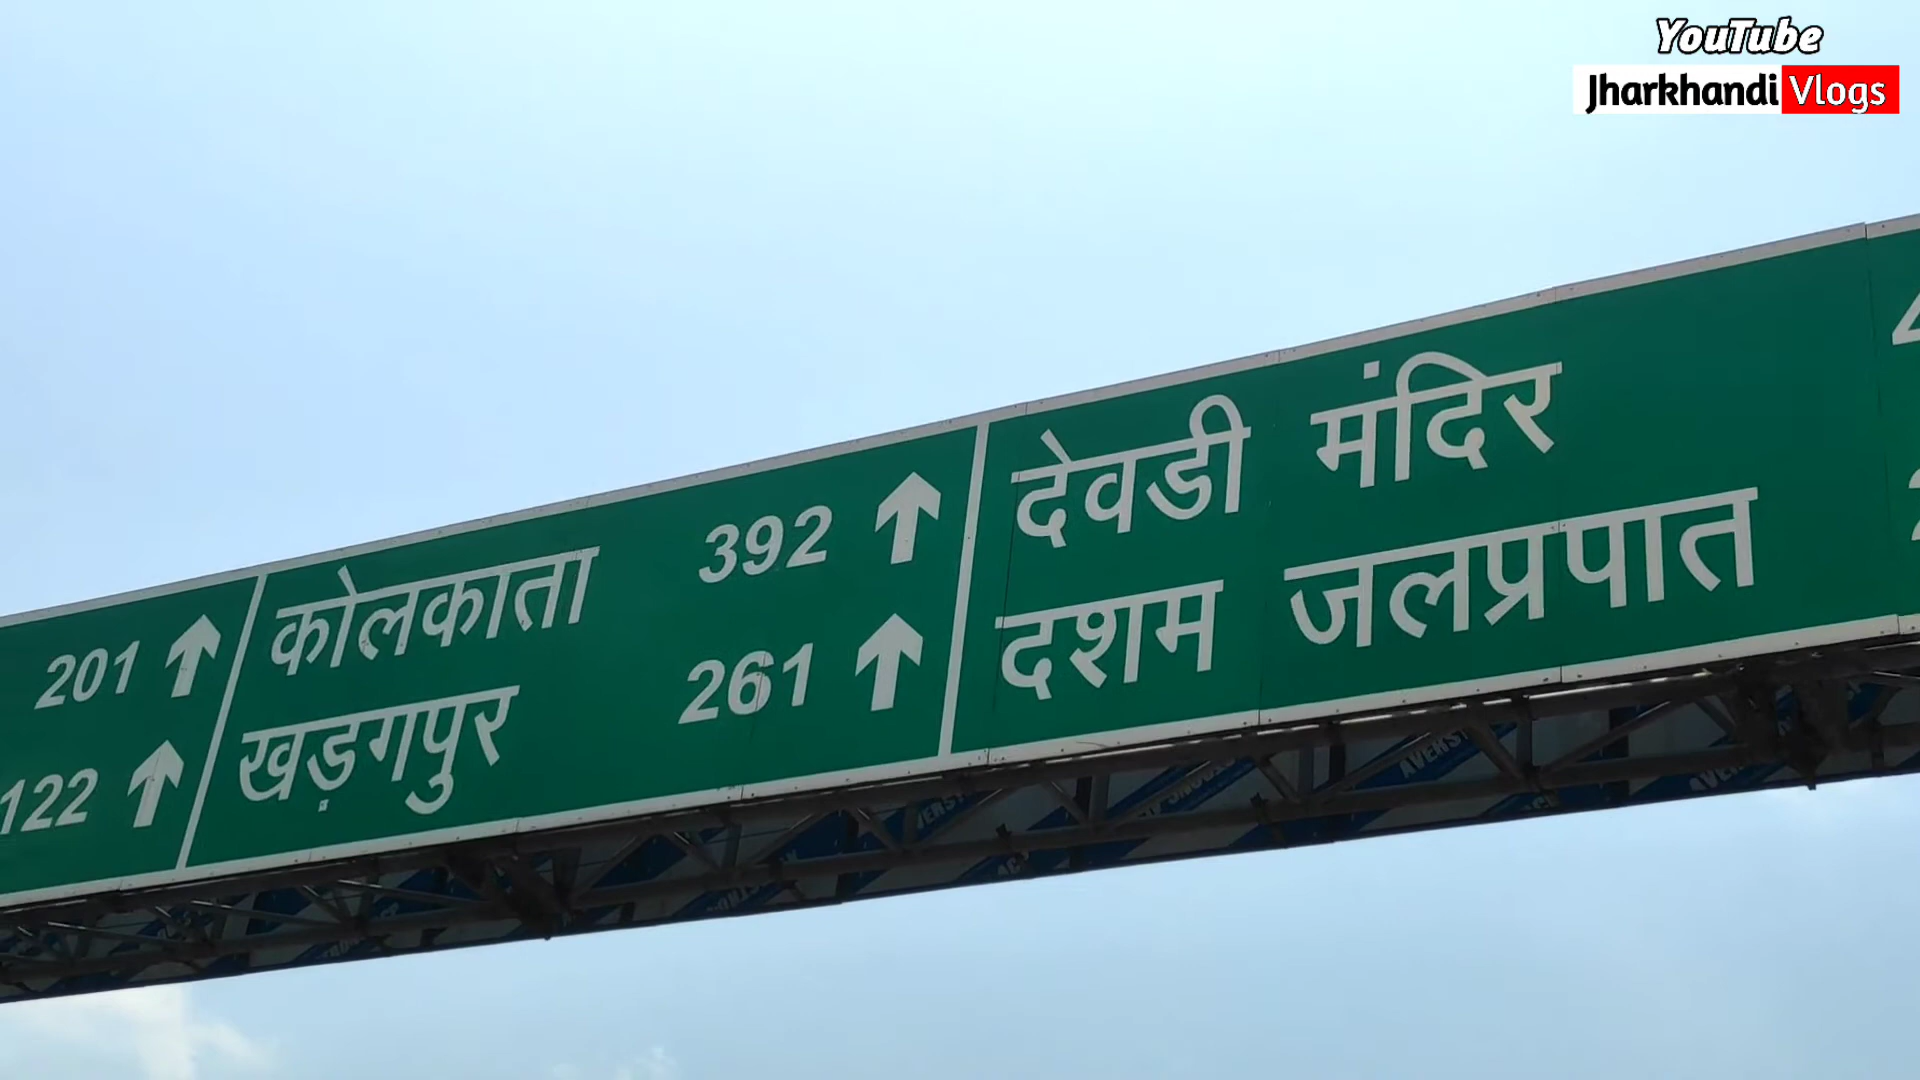 YouTube
Jharkhandi Vlogs
201 ↑
122 ↑
कोलकाता 392 ↑
खड़गपुर 261 ↑
देवडी मंदिर
दशम जलप्रपात